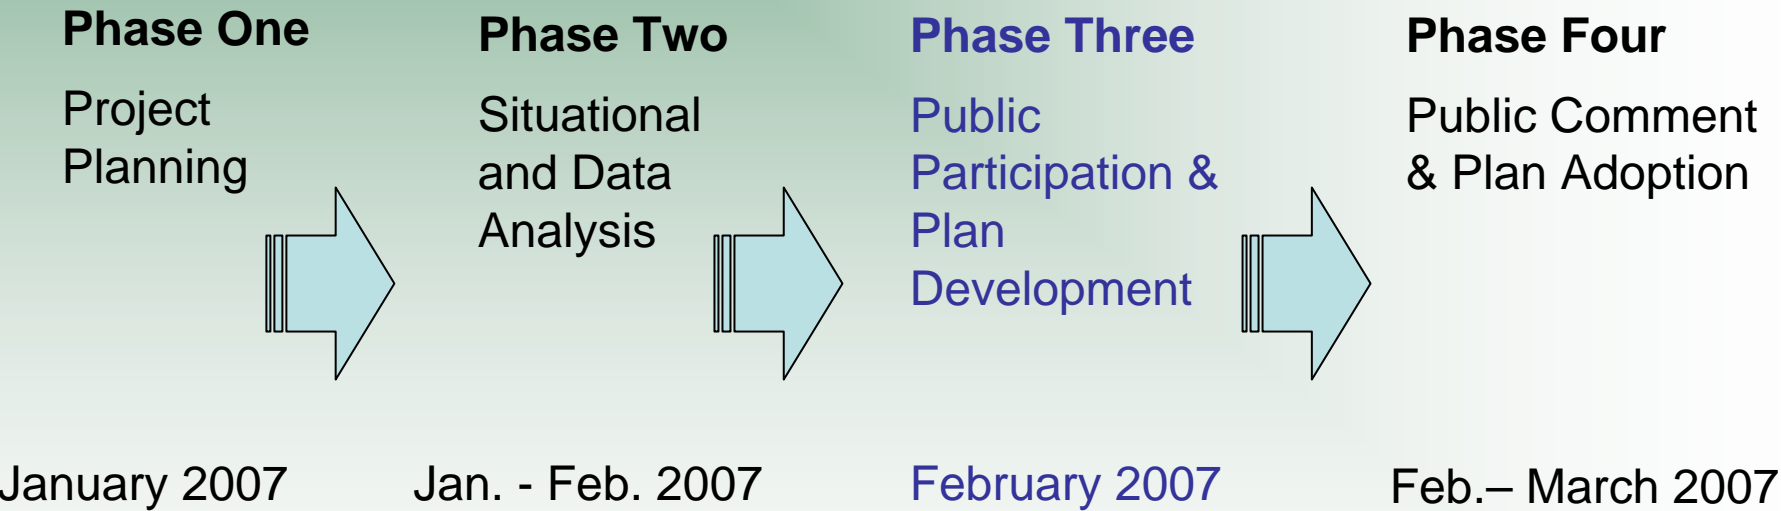 Phase One
Project
Planning
January 2007
Phase Two
Situational
and Data
Analysis
Jan. - Feb. 2007
Phase Three
Public
Participation &
Plan
Development
February 2007
Phase Four
Public Comment
& Plan Adoption
Feb.– March 2007